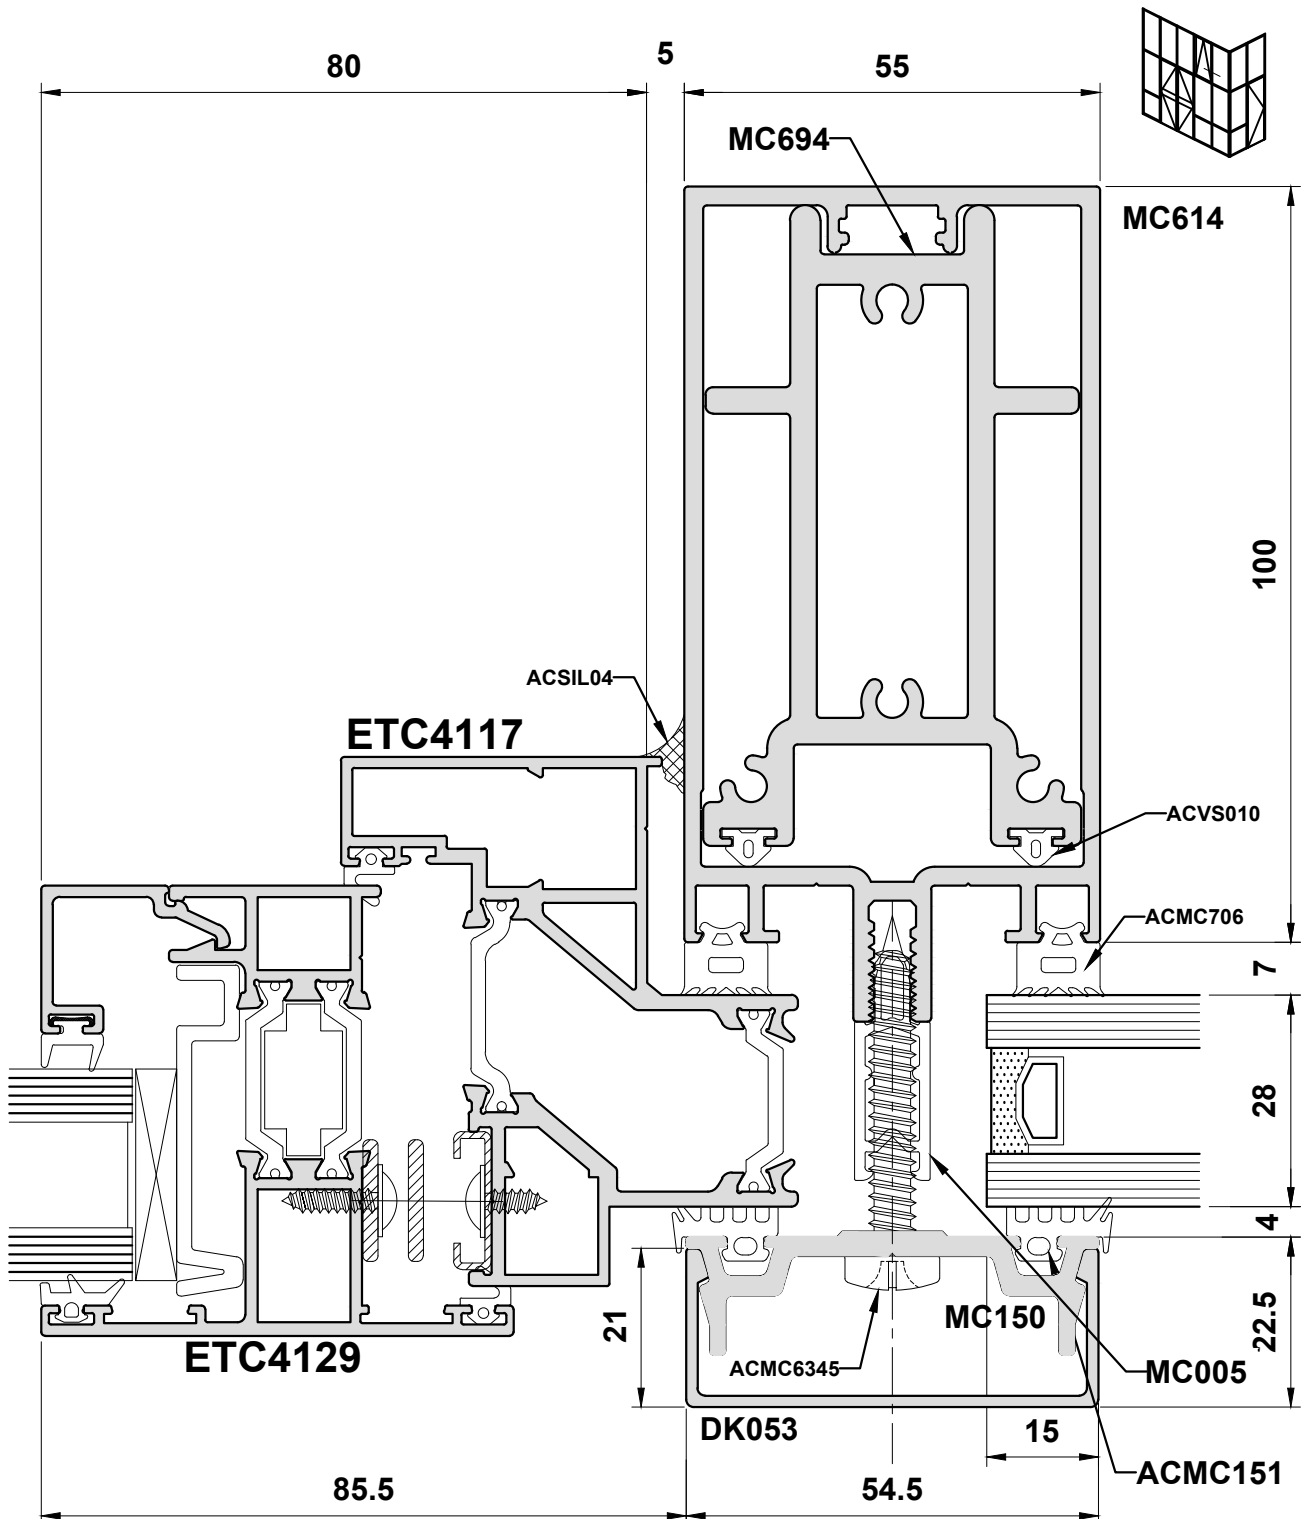 80
5
55
MC694
MC614
100
ACSIL04
ETC4117
ACVS010
ACMC706
7
28
4
22.5
21
MC150
ETC4129
ACMC6345
MC005
DK053
15
ACMC151
85.5
54.5